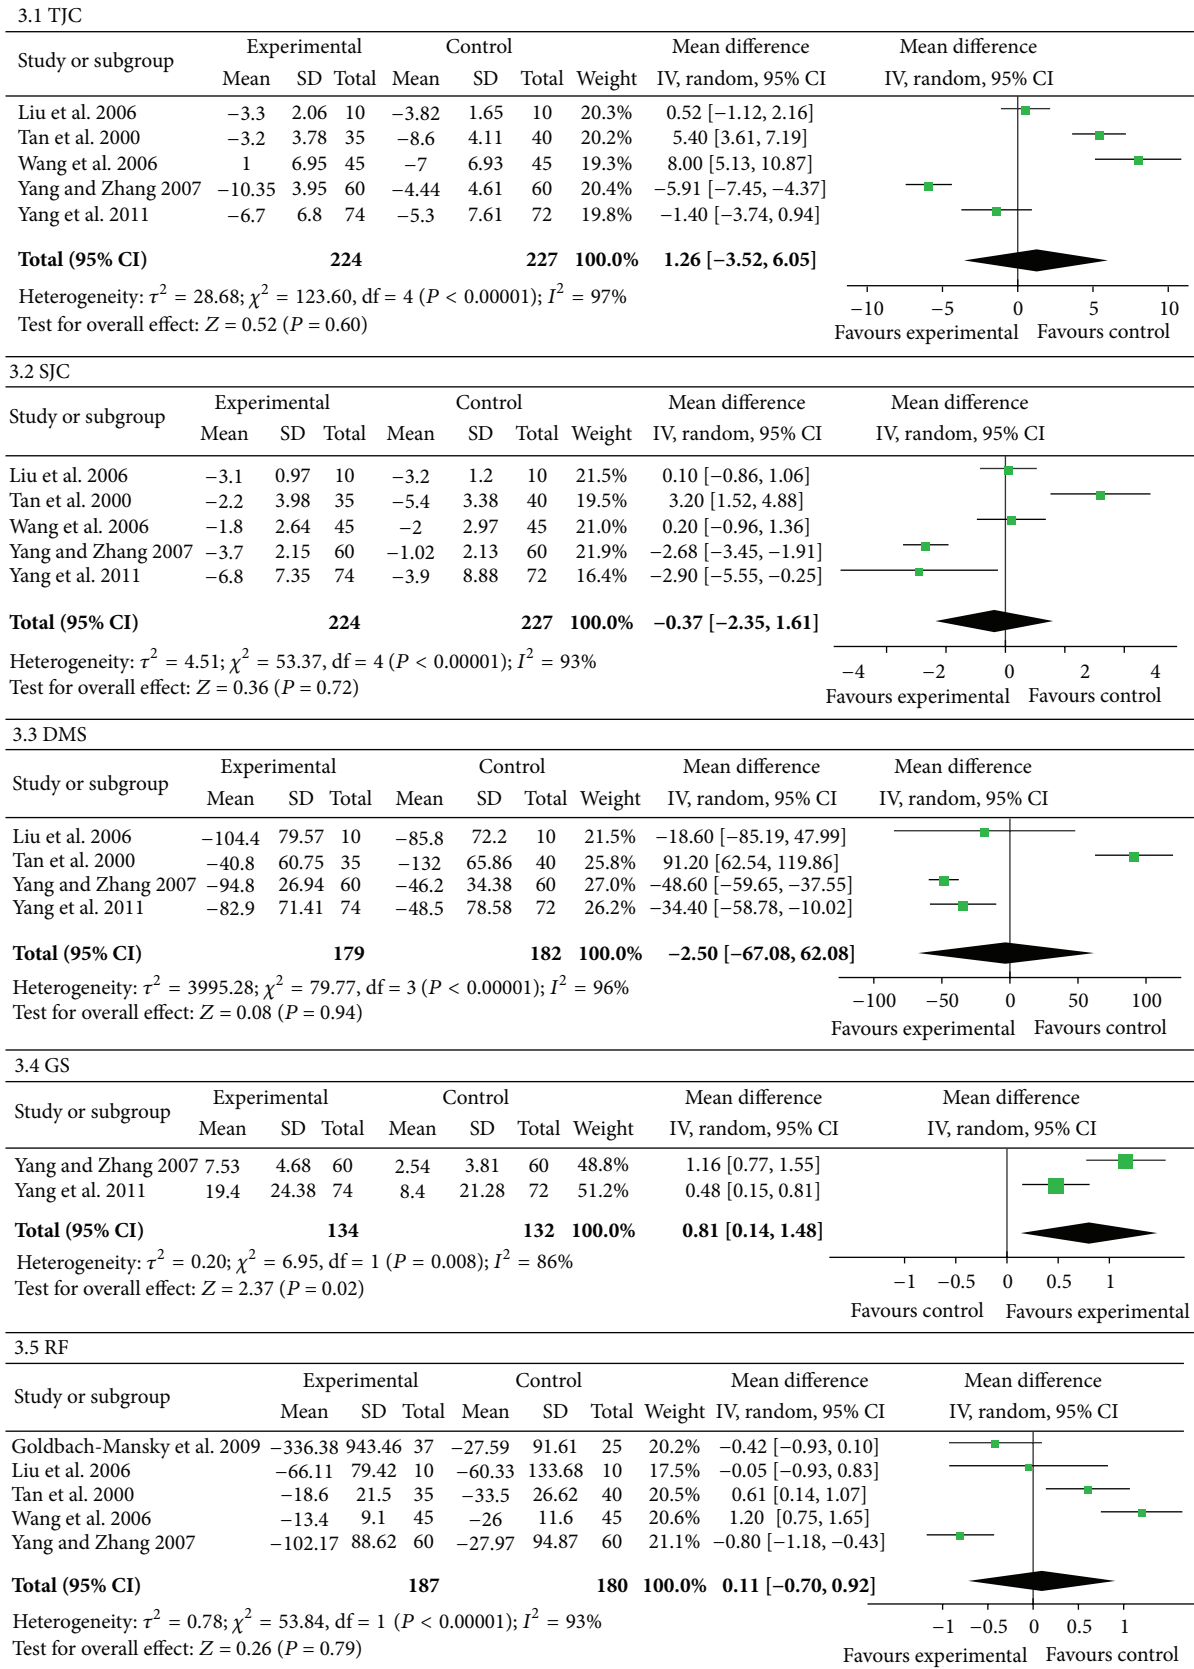 3.1 TJC
Study or subgroup Experimental Control Mean difference Mean difference
Mean SD Total Mean SD Total Weight IV, random, 95% CI IV, random, 95% CI
Liu et al. 2006 −3.3 2.06 10 −3.82 1.65 10 20.3% 0.52 [−1.12, 2.16]
Tan et al. 2000 −3.2 3.78 35 −8.6 4.11 40 20.2% 5.40 [3.61, 7.19]
Wang et al. 2006 1 6.95 45 −7 6.93 45 19.3% 8.00 [5.13, 10.87]
Yang and Zhang 2007 −10.35 3.95 60 −4.44 4.61 60 20.4% −5.91 [−7.45, −4.37]
Yang et al. 2011 −6.7 6.8 74 −5.3 7.61 72 19.8% −1.40 [−3.74, 0.94]
Total (95% CI) 224 227 100.0% 1.26 [−3.52, 6.05]
Heterogeneity: τ² = 28.68; χ² = 123.60, df = 4 (P < 0.00001); I² = 97%
Test for overall effect: Z = 0.52 (P = 0.60)
−10 −5 0 5 10
Favours experimental Favours control
3.2 SJC
Study or subgroup Experimental Control Mean difference Mean difference
Mean SD Total Mean SD Total Weight IV, random, 95% CI IV, random, 95% CI
Liu et al. 2006 −3.1 0.97 10 −3.2 1.2 10 21.5% 0.10 [−0.86, 1.06]
Tan et al. 2000 −2.2 3.98 35 −5.4 3.38 40 19.5% 3.20 [1.52, 4.88]
Wang et al. 2006 −1.8 2.64 45 −2 2.97 45 21.0% 0.20 [−0.96, 1.36]
Yang and Zhang 2007 −3.7 2.15 60 −1.02 2.13 60 21.9% −2.68 [−3.45, −1.91]
Yang et al. 2011 −6.8 7.35 74 −3.9 8.88 72 16.4% −2.90 [−5.55, −0.25]
Total (95% CI) 224 227 100.0% −0.37 [−2.35, 1.61]
Heterogeneity: τ² = 4.51; χ² = 53.37, df = 4 (P < 0.00001); I² = 93%
Test for overall effect: Z = 0.36 (P = 0.72)
−4 −2 0 2 4
Favours experimental Favours control
3.3 DMS
Study or subgroup Experimental Control Mean difference Mean difference
Mean SD Total Mean SD Total Weight IV, random, 95% CI IV, random, 95% CI
Liu et al. 2006 −104.4 79.57 10 −85.8 72.2 10 21.5% −18.60 [−85.19, 47.99]
Tan et al. 2000 −40.8 60.75 35 −132 65.86 40 25.8% 91.20 [62.54, 119.86]
Yang and Zhang 2007 −94.8 26.94 60 −46.2 34.38 60 27.0% −48.60 [−59.65, −37.55]
Yang et al. 2011 −82.9 71.41 74 −48.5 78.58 72 26.2% −34.40 [−58.78, −10.02]
Total (95% CI) 179 182 100.0% −2.50 [−67.08, 62.08]
Heterogeneity: τ² = 3995.28; χ² = 79.77, df = 3 (P < 0.00001); I² = 96%
Test for overall effect: Z = 0.08 (P = 0.94)
−100 −50 0 50 100
Favours experimental Favours control
3.4 GS
Study or subgroup Experimental Control Mean difference Mean difference
Mean SD Total Mean SD Total Weight IV, random, 95% CI IV, random, 95% CI
Yang and Zhang 2007 7.53 4.68 60 2.54 3.81 60 48.8% 1.16 [0.77, 1.55]
Yang et al. 2011 19.4 24.38 74 8.4 21.28 72 51.2% 0.48 [0.15, 0.81]
Total (95% CI) 134 132 100.0% 0.81 [0.14, 1.48]
Heterogeneity: τ² = 0.20; χ² = 6.95, df = 1 (P = 0.008); I² = 86%
Test for overall effect: Z = 2.37 (P = 0.02)
−1 −0.5 0 0.5 1
Favours control Favours experimental
3.5 RF
Study or subgroup Experimental Control Mean difference Mean difference
Mean SD Total Mean SD Total Weight IV, random, 95% CI IV, random, 95% CI
Goldbach-Mansky et al. 2009 −336.38 943.46 37 −27.59 91.61 25 20.2% −0.42 [−0.93, 0.10]
Liu et al. 2006 −66.11 79.42 10 −60.33 133.68 10 17.5% −0.05 [−0.93, 0.83]
Tan et al. 2000 −18.6 21.5 35 −33.5 26.62 40 20.5% 0.61 [0.14, 1.07]
Wang et al. 2006 −13.4 9.1 45 −26 11.6 45 20.6% 1.20 [0.75, 1.65]
Yang and Zhang 2007 −102.17 88.62 60 −27.97 94.87 60 21.1% −0.80 [−1.18, −0.43]
Total (95% CI) 187 180 100.0% 0.11 [−0.70, 0.92]
Heterogeneity: τ² = 0.78; χ² = 53.84, df = 1 (P < 0.00001); I² = 93%
Test for overall effect: Z = 0.26 (P = 0.79)
−1 −0.5 0 0.5 1
Favours experimental Favours control